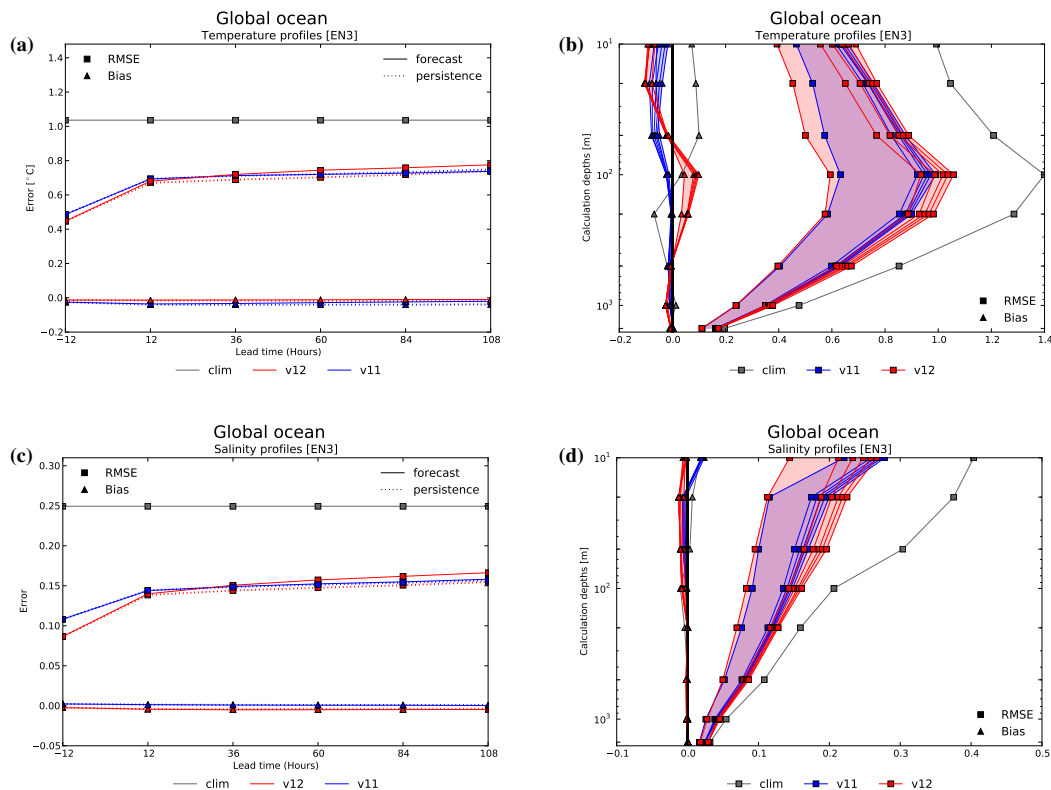 (a)
Global ocean
Temperature profiles [EN3]
RMSE
Bias
forecast
persistence
1.4
1.2
1.0
0.8
0.6
0.4
0.2
0.0
−0.2
Error [°C]
−12 12 36 60 84 108
Lead time (Hours)
clim v12 v11
(b)
Global ocean
Temperature profiles [EN3]
10¹
10²
10³
Calculation depths [m]
RMSE
Bias
−0.2 0.0 0.2 0.4 0.6 0.8 1.0 1.2 1.4
clim v11 v12
(c)
Global ocean
Salinity profiles [EN3]
RMSE
Bias
forecast
persistence
0.30
0.25
0.20
0.15
0.10
0.05
0.00
−0.05
Error
−12 12 36 60 84 108
Lead time (Hours)
clim v12 v11
(d)
Global ocean
Salinity profiles [EN3]
10¹
10²
10³
Calculation depths [m]
RMSE
Bias
−0.1 0.0 0.1 0.2 0.3 0.4 0.5
clim v11 v12